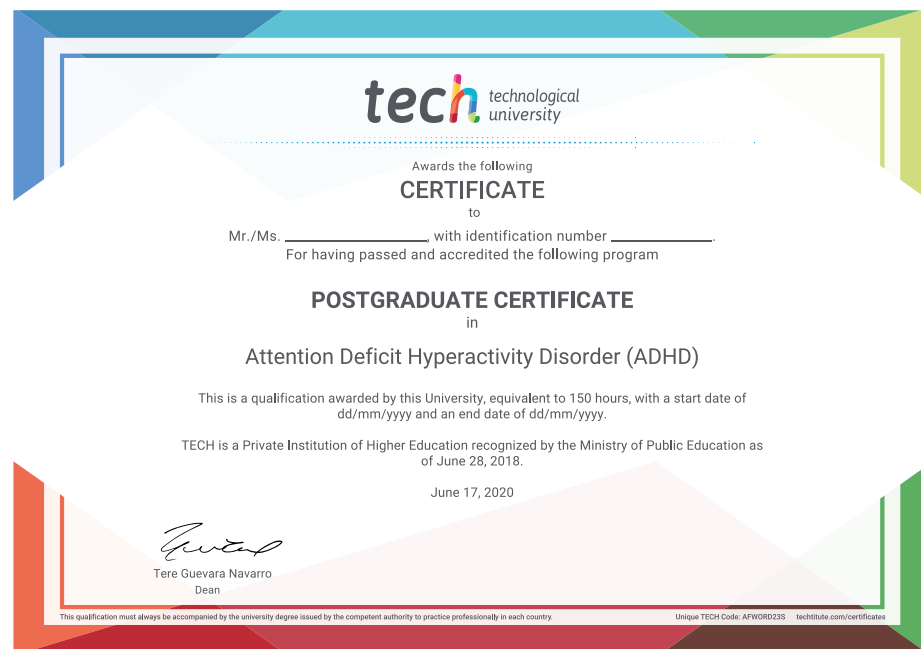 tech technological
university
Awards the following
CERTIFICATE
to
Mr./Ms. ____________, with identification number ____________.
For having passed and accredited the following program
POSTGRADUATE CERTIFICATE
in
Attention Deficit Hyperactivity Disorder (ADHD)
This is a qualification awarded by this University, equivalent to 150 hours, with a start date of
dd/mm/yyyy and an end date of dd/mm/yyyy.
TECH is a Private Institution of Higher Education recognized by the Ministry of Public Education as
of June 28, 2018.
June 17, 2020
Tere Guevara Navarro
Dean
This qualification must always be accompanied by the university degree issued by the competent authority to practice professionally in each country. Unique TECH Code: AFWORD23S techtitute.com/certificates